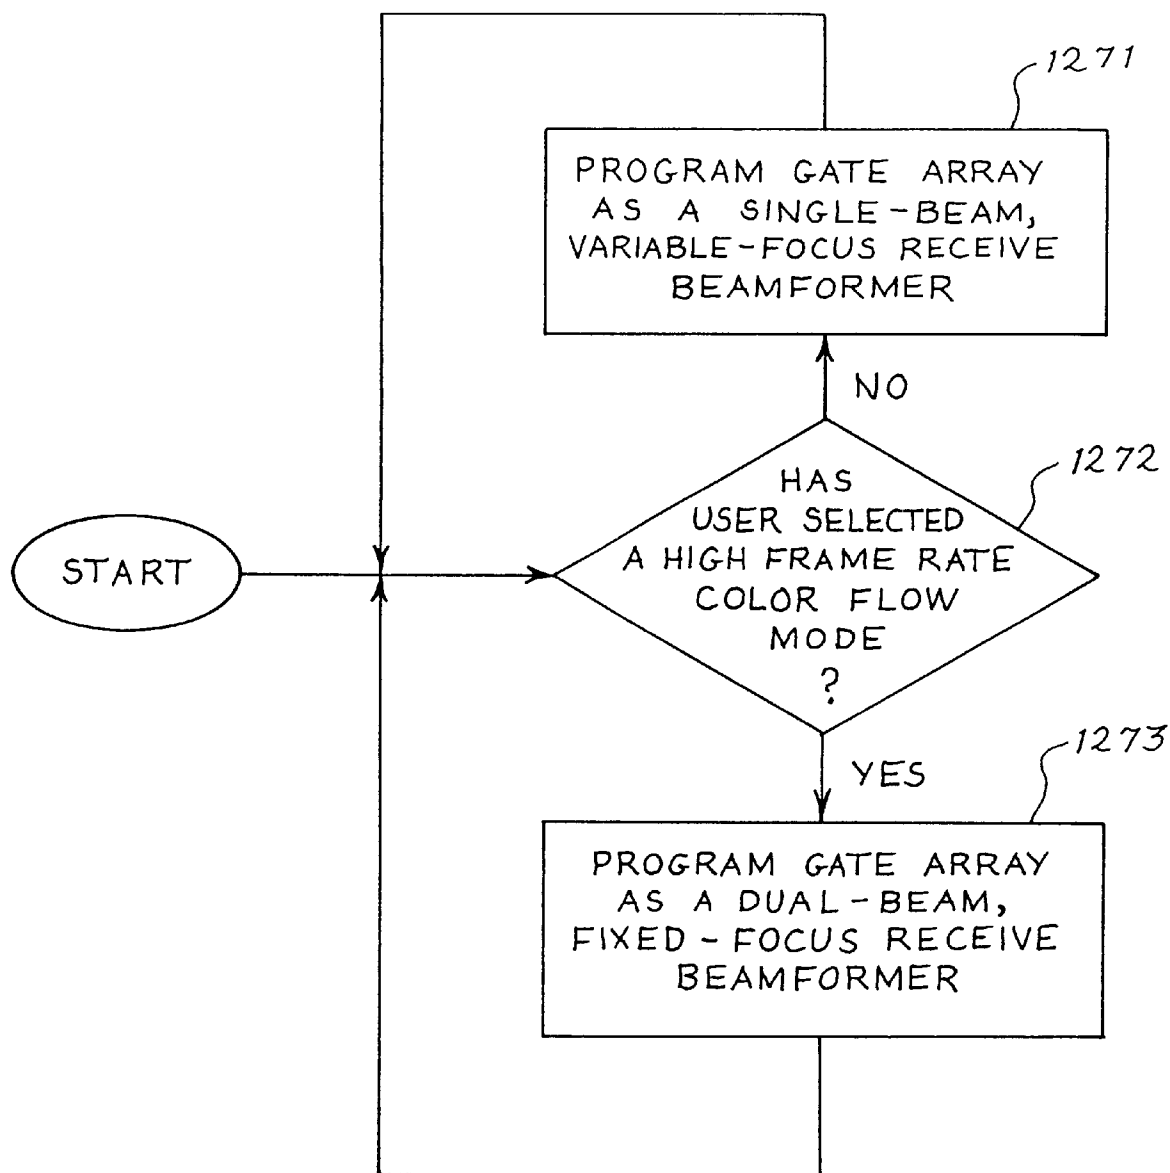 1271
PROGRAM GATE ARRAY
AS A SINGLE-BEAM,
VARIABLE-FOCUS RECEIVE
BEAMFORMER
NO
1272
HAS
USER SELECTED
A HIGH FRAME RATE
COLOR FLOW
MODE
?
START
1273
YES
PROGRAM GATE ARRAY
AS A DUAL-BEAM,
FIXED-FOCUS RECEIVE
BEAMFORMER